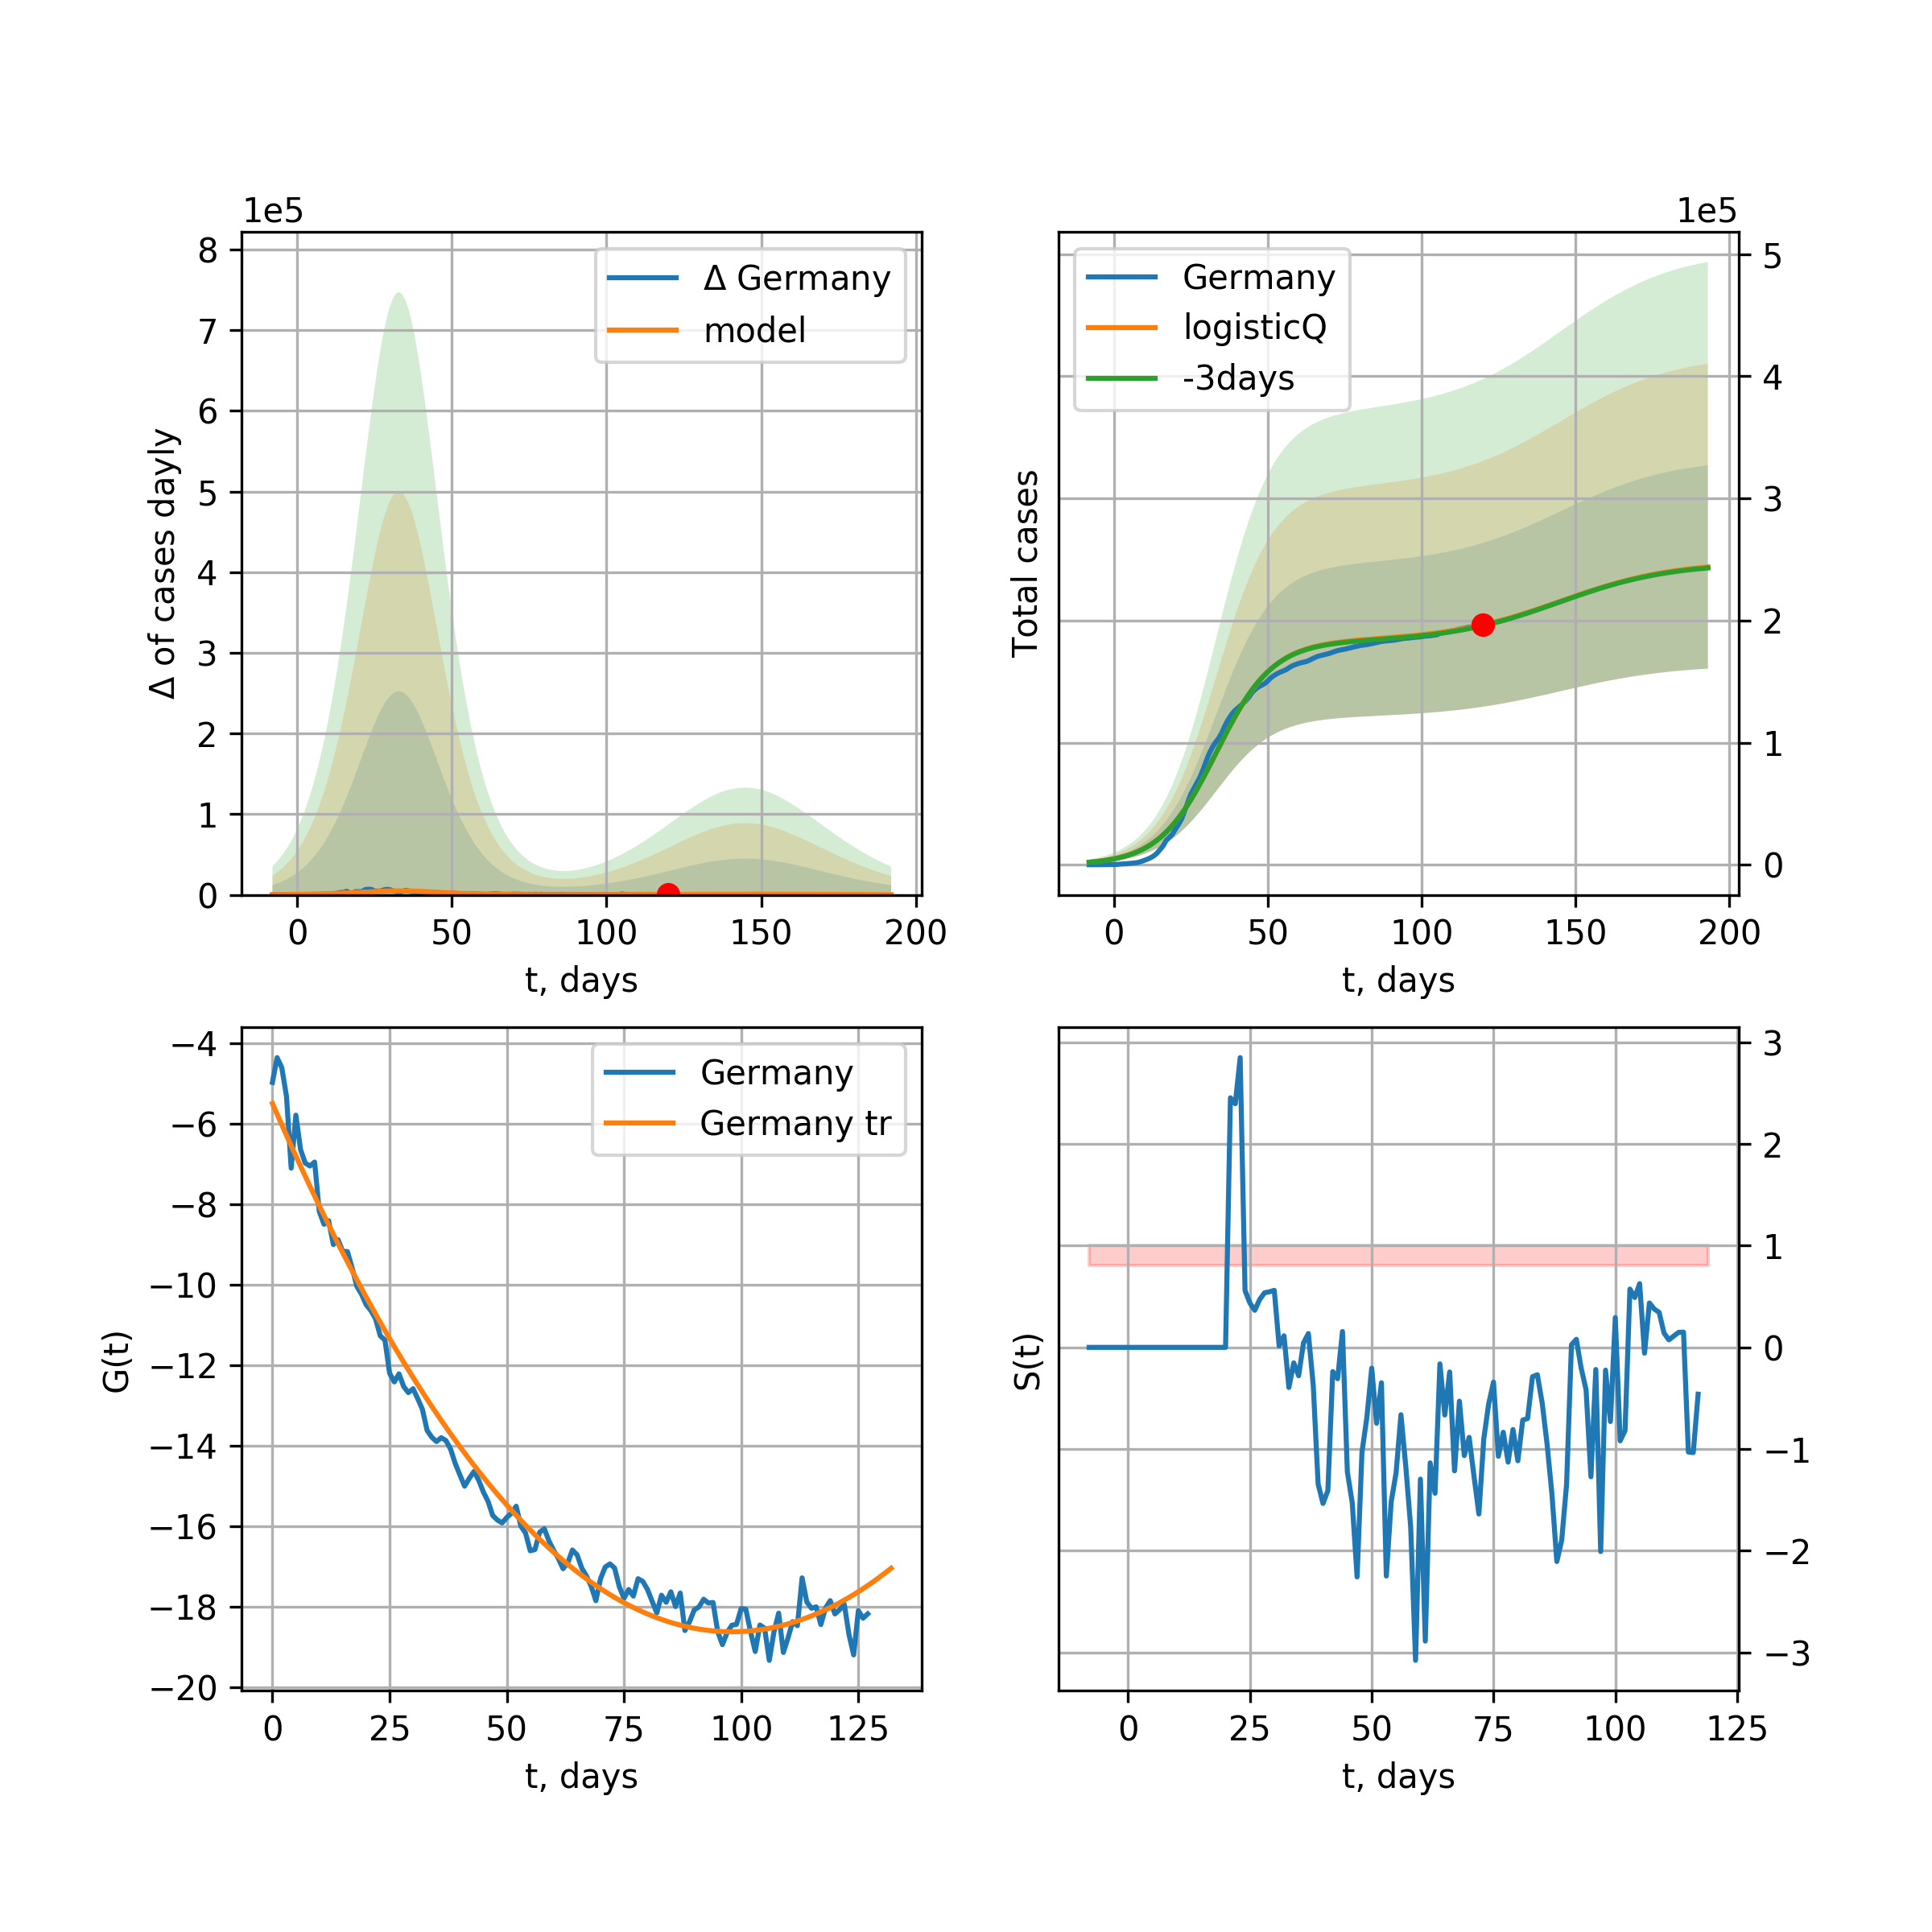 1e5
8
7
6
5
4
3
2
1
0
Δ of cases dayly
Δ Germany
model
0 50 100 150 200
t, days
1e5
Germany
logisticQ
-3days
Total cases
5
4
3
2
1
0
0 50 100 150 200
t, days
−4
−6
−8
−10
−12
−14
−16
−18
−20
G(t)
Germany
Germany tr
0 25 50 75 100 125
t, days
S(t)
3
2
1
0
−1
−2
−3
0 25 50 75 100 125
t, days